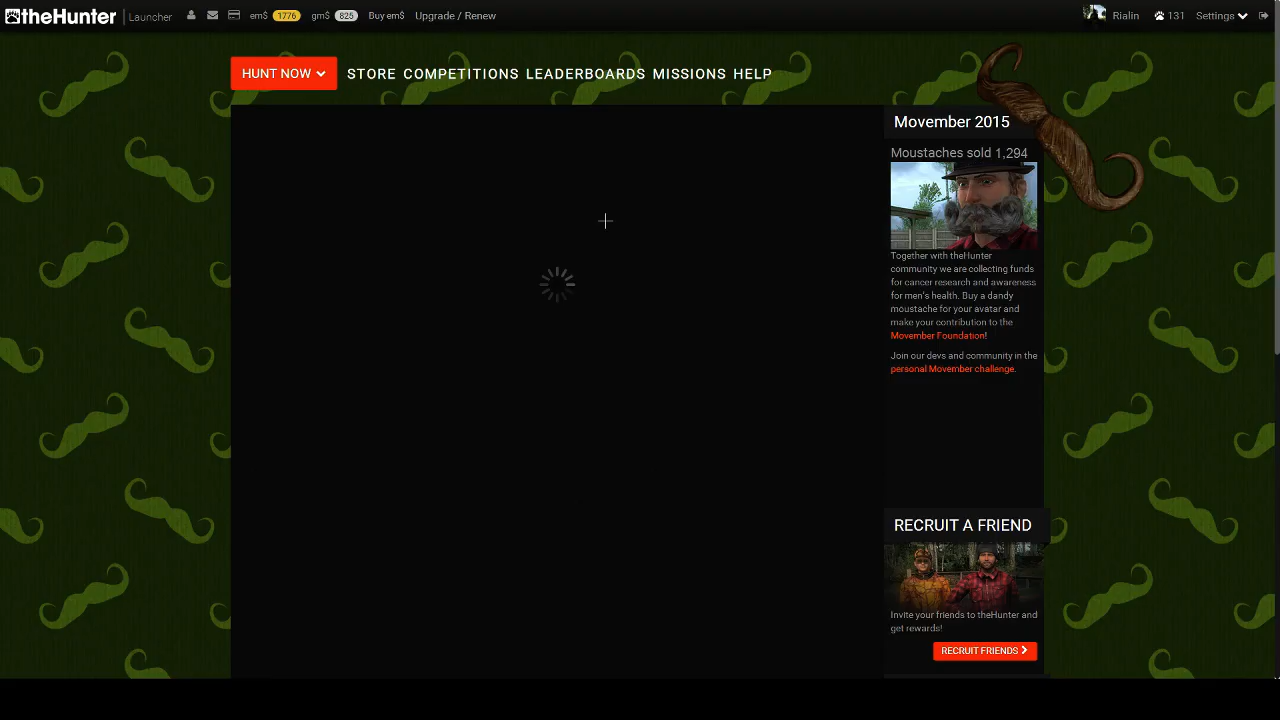 theHunter Launcher em$ 1776 gm$ 825 Buy em$ Upgrade / Renew Rialin 131 Settings
HUNT NOW STORE COMPETITIONS LEADERBOARDS MISSIONS HELP
Movember 2015
Moustaches sold 1,294
Together with theHunter
community we are collecting funds
for cancer research and awareness
for men's health. Buy a dandy
moustache for your avatar and
make your contribution to the
Movember Foundation!
Join our devs and community in the
personal Movember challenge.
RECRUIT A FRIEND
Invite your friends to theHunter and
get rewards!
RECRUIT FRIENDS